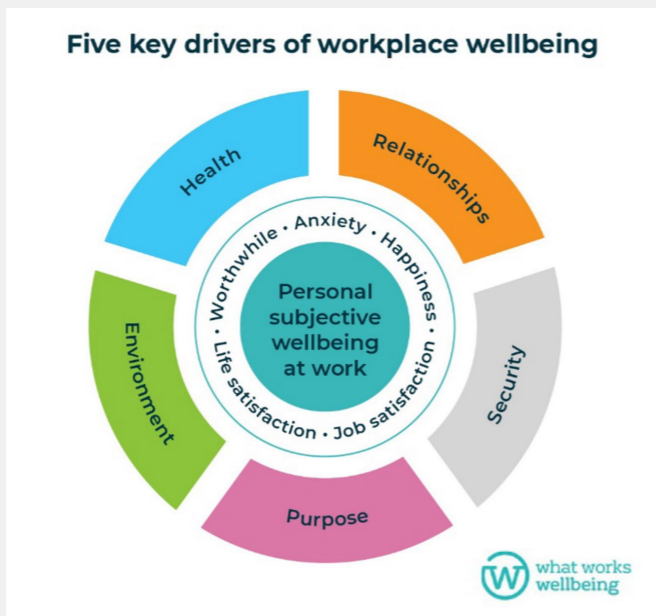 Five key drivers of workplace wellbeing
Health
Relationships
Security
Purpose
Environment
Worthwhile • Anxiety • Happiness •
Job satisfaction • Life satisfaction •
Personal
subjective
wellbeing
at work
W
what works
wellbeing